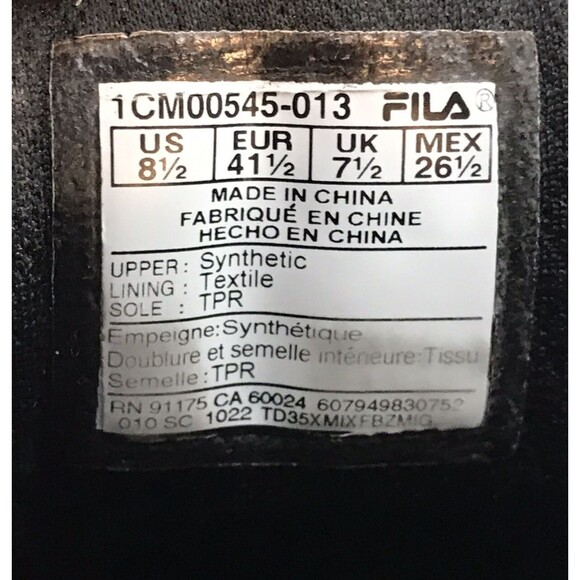 1CM00545-013 FILA®
US EUR UK MEX
8½ 41½ 7½ 26½
MADE IN CHINA
FABRIQUÉ EN CHINE
HECHO EN CHINA
UPPER: Synthetic
LINING: Textile
SOLE: TPR
Empeigne:Synthétique
Doublure et semelle intérieure:Tissu
Semelle:TPR
RN 91175 CA 60024 607949830752
010 SC 1022 TD35XMIXFBZMIG